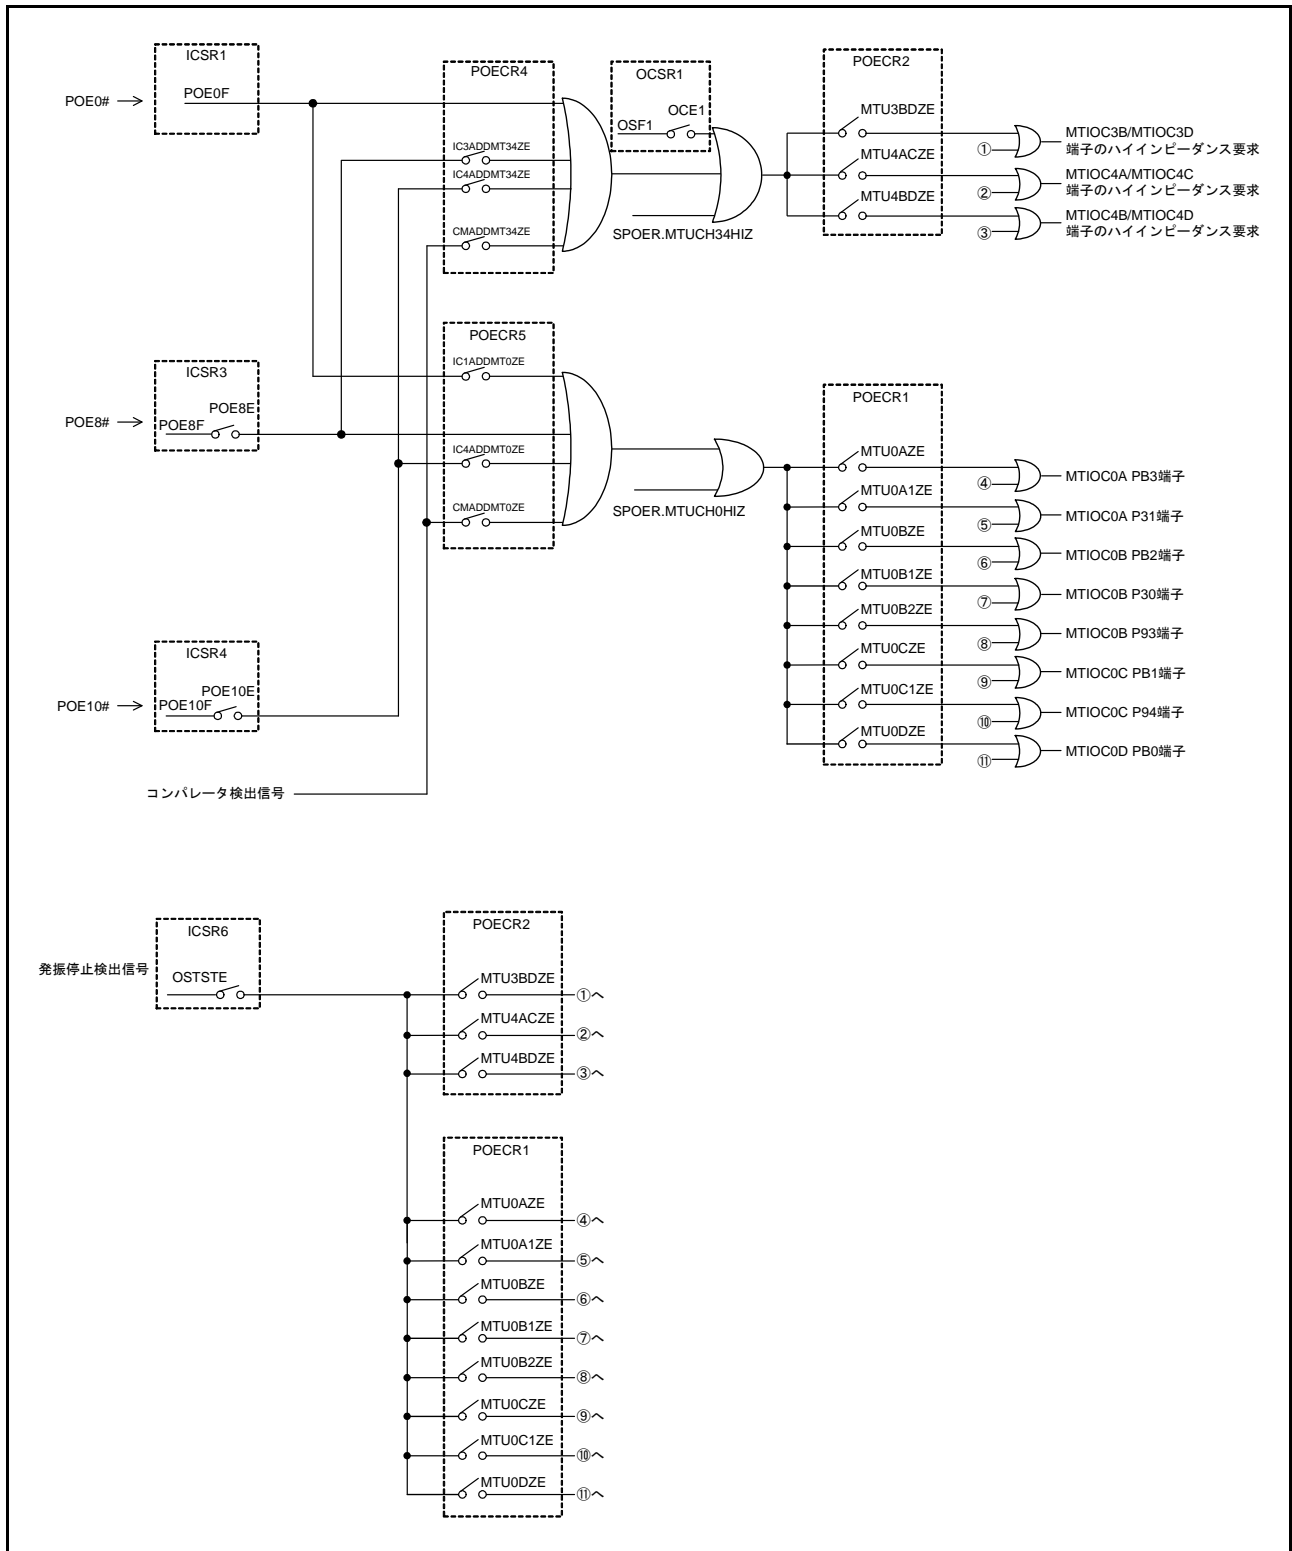 ICSR1
POE0#
POE0F
POECR4
IC3ADDMT34ZE
IC4ADDMT34ZE
CMADDMT34ZE
OCSR1
OCE1
OSF1
SPOER.MTUCH34HIZ
POECR2
MTU3BDZE
MTU4ACZE
MTU4BDZE
①
MTIOC3B/MTIOC3D
端子のハイインピーダンス要求
②
MTIOC4A/MTIOC4C
端子のハイインピーダンス要求
③
MTIOC4B/MTIOC4D
端子のハイインピーダンス要求
ICSR3
POE8#
POE8F
POE8E
POECR5
IC1ADDMT0ZE
IC4ADDMT0ZE
CMADDMT0ZE
SPOER.MTUCH0HIZ
POECR1
MTU0AZE
MTU0A1ZE
MTU0BZE
MTU0B1ZE
MTU0B2ZE
MTU0CZE
MTU0C1ZE
MTU0DZE
④
MTIOC0A PB3端子
⑤
MTIOC0A P31端子
⑥
MTIOC0B PB2端子
⑦
MTIOC0B P30端子
⑧
MTIOC0B P93端子
⑨
MTIOC0C PB1端子
⑩
MTIOC0C P94端子
⑪
MTIOC0D PB0端子
ICSR4
POE10#
POE10F
POE10E
コンパレータ検出信号
ICSR6
発振停止検出信号
OSTSTE
POECR2
MTU3BDZE
①へ
MTU4ACZE
②へ
MTU4BDZE
③へ
POECR1
MTU0AZE
④へ
MTU0A1ZE
⑤へ
MTU0BZE
⑥へ
MTU0B1ZE
⑦へ
MTU0B2ZE
⑧へ
MTU0CZE
⑨へ
MTU0C1ZE
⑩へ
MTU0DZE
⑪へ